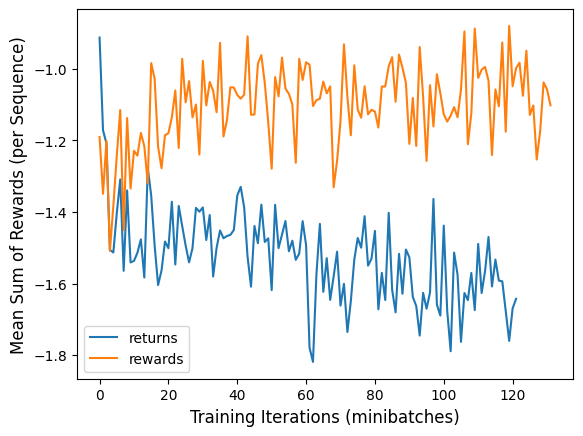 Mean Sum of Rewards (per Sequence)
−1.0
−1.2
−1.4
−1.6
−1.8
returns
rewards
0 20 40 60 80 100 120
Training Iterations (minibatches)